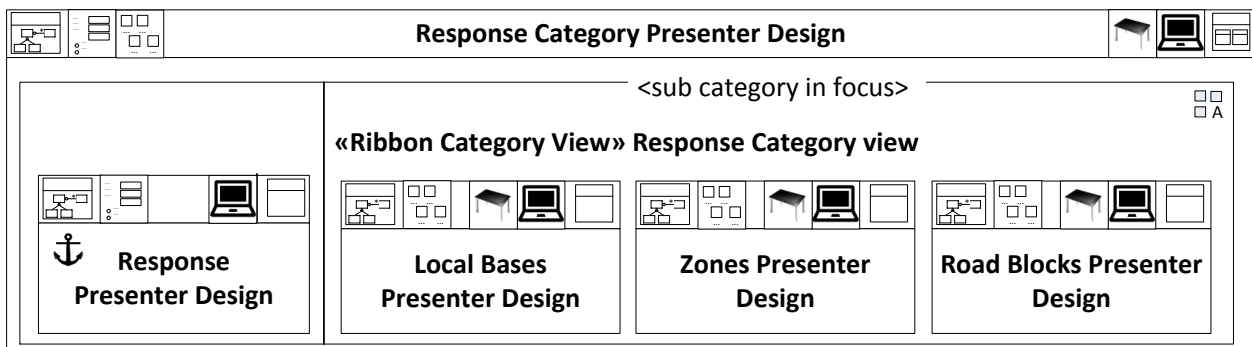 Response Category Presenter Design
<sub category in focus>
A
«Ribbon Category View» Response Category view
Response
Presenter Design
Local Bases
Presenter Design
Zones Presenter
Design
Road Blocks Presenter
Design